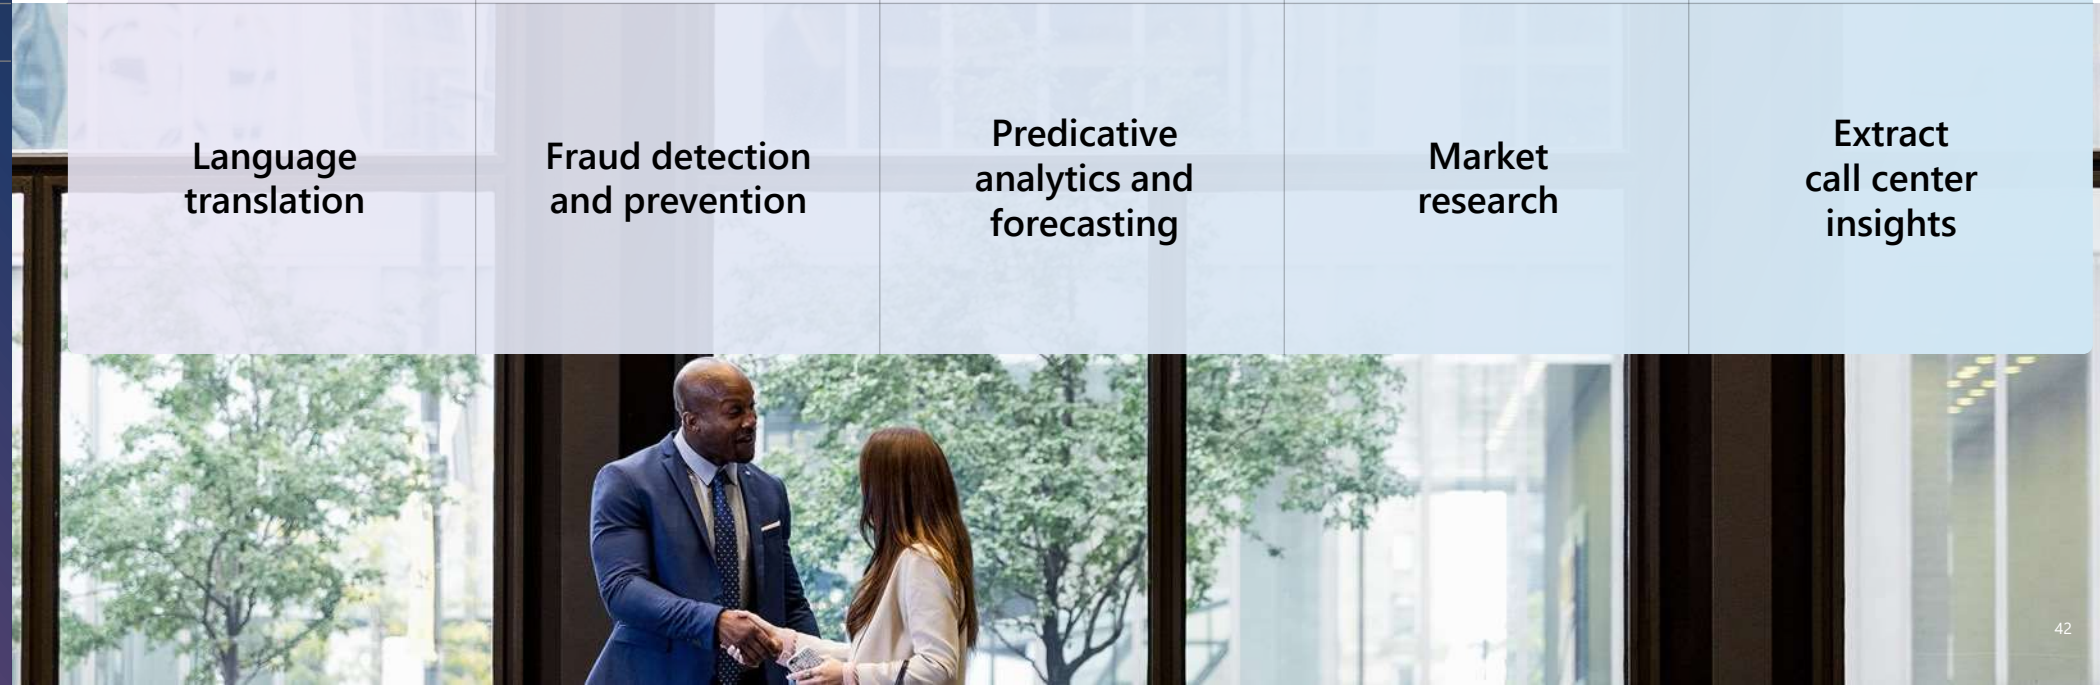 Language
translation
Fraud detection
and prevention
Predicative
analytics and
forecasting
Market
research
Extract
call center
insights
42